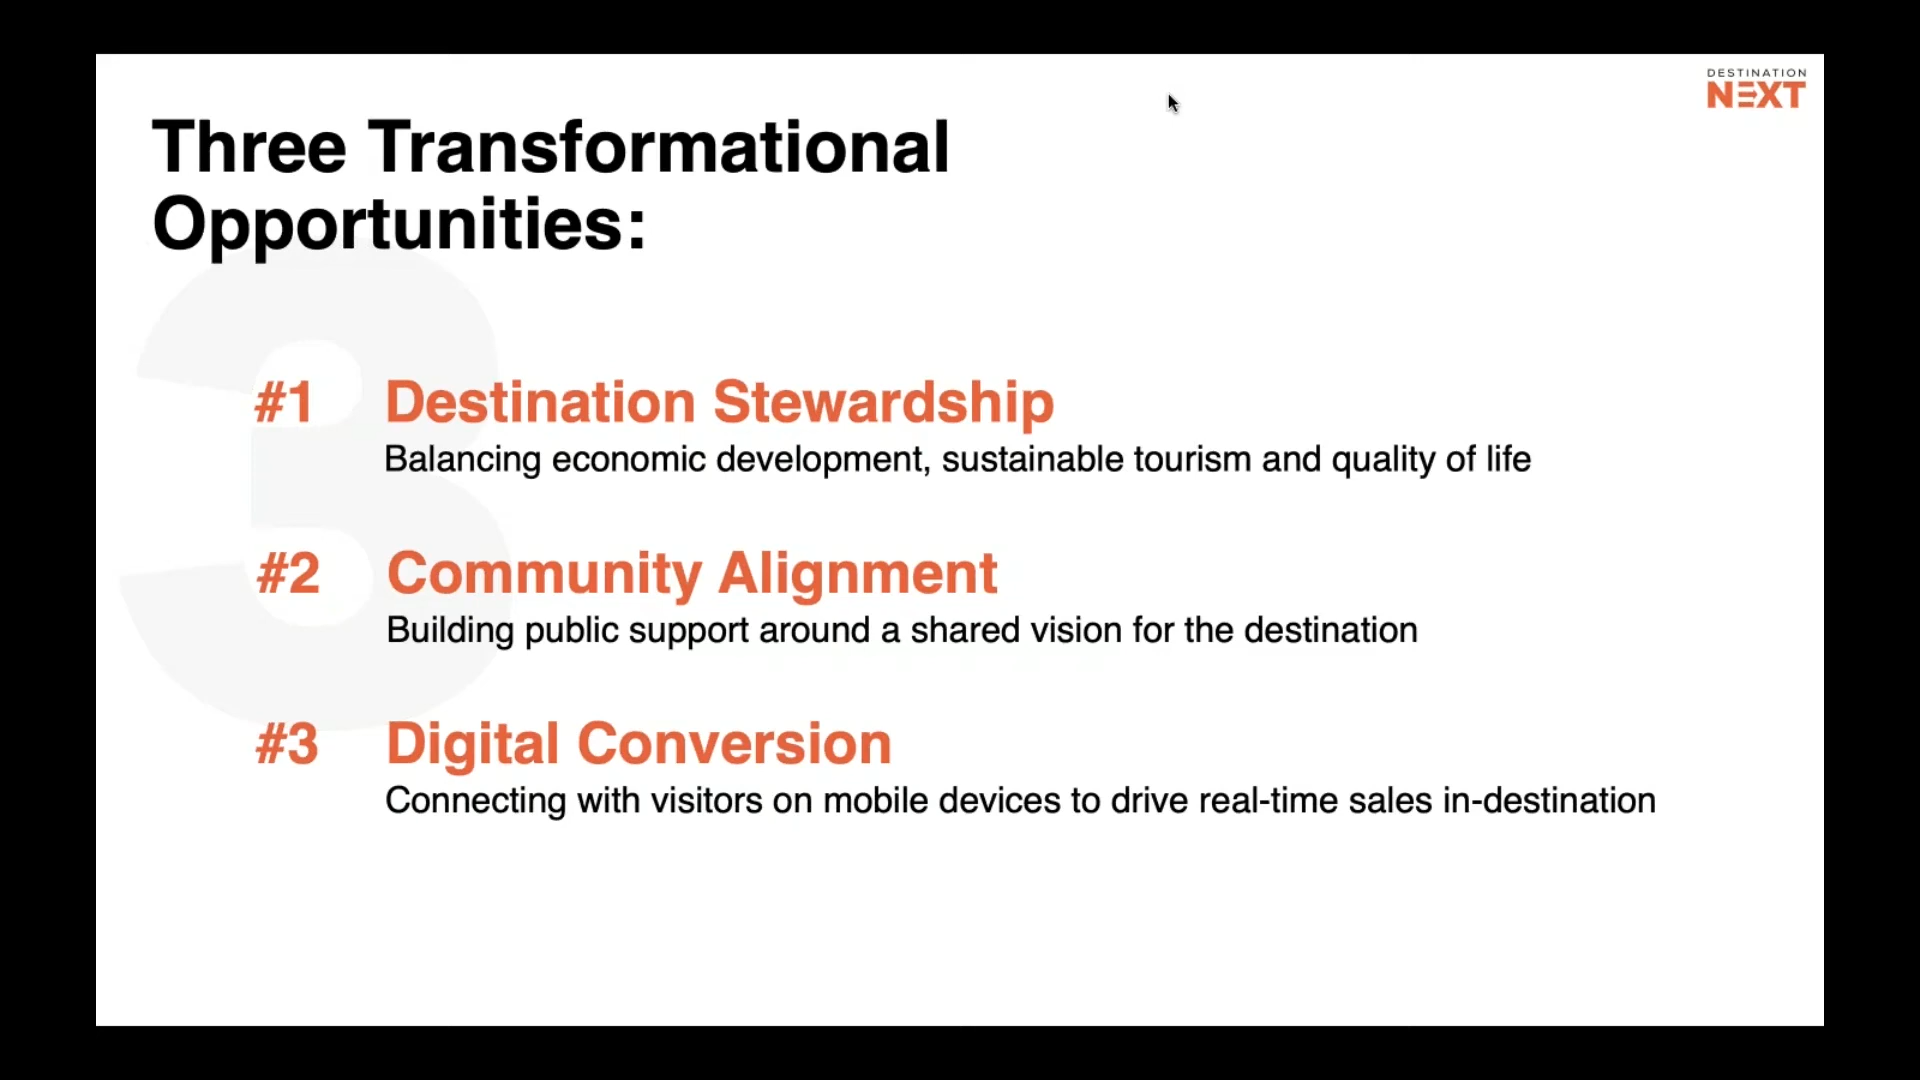 DESTINATION
NEXT
Three Transformational
Opportunities:
3
#1 Destination Stewardship
Balancing economic development, sustainable tourism and quality of life
#2 Community Alignment
Building public support around a shared vision for the destination
#3 Digital Conversion
Connecting with visitors on mobile devices to drive real-time sales in-destination